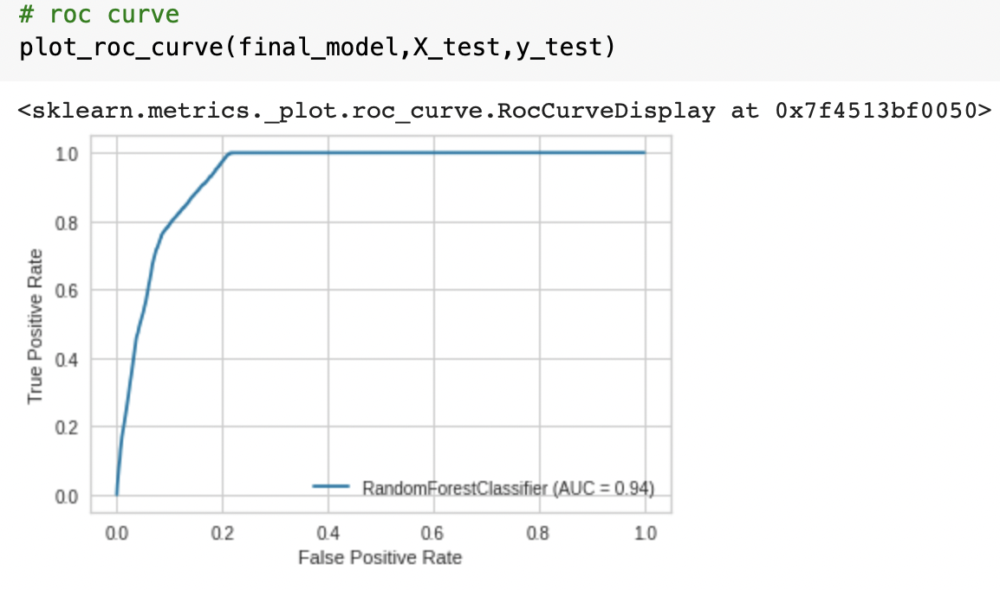 # roc curve
plot_roc_curve(final_model,X_test,y_test)
<sklearn.metrics._plot.roc_curve.RocCurveDisplay at 0x7f4513bf0050>
1.0
0.8
0.6
0.4
0.2
0.0
True Positive Rate
RandomForestClassifier (AUC = 0.94)
0.0 0.2 0.4 0.6 0.8 1.0
False Positive Rate